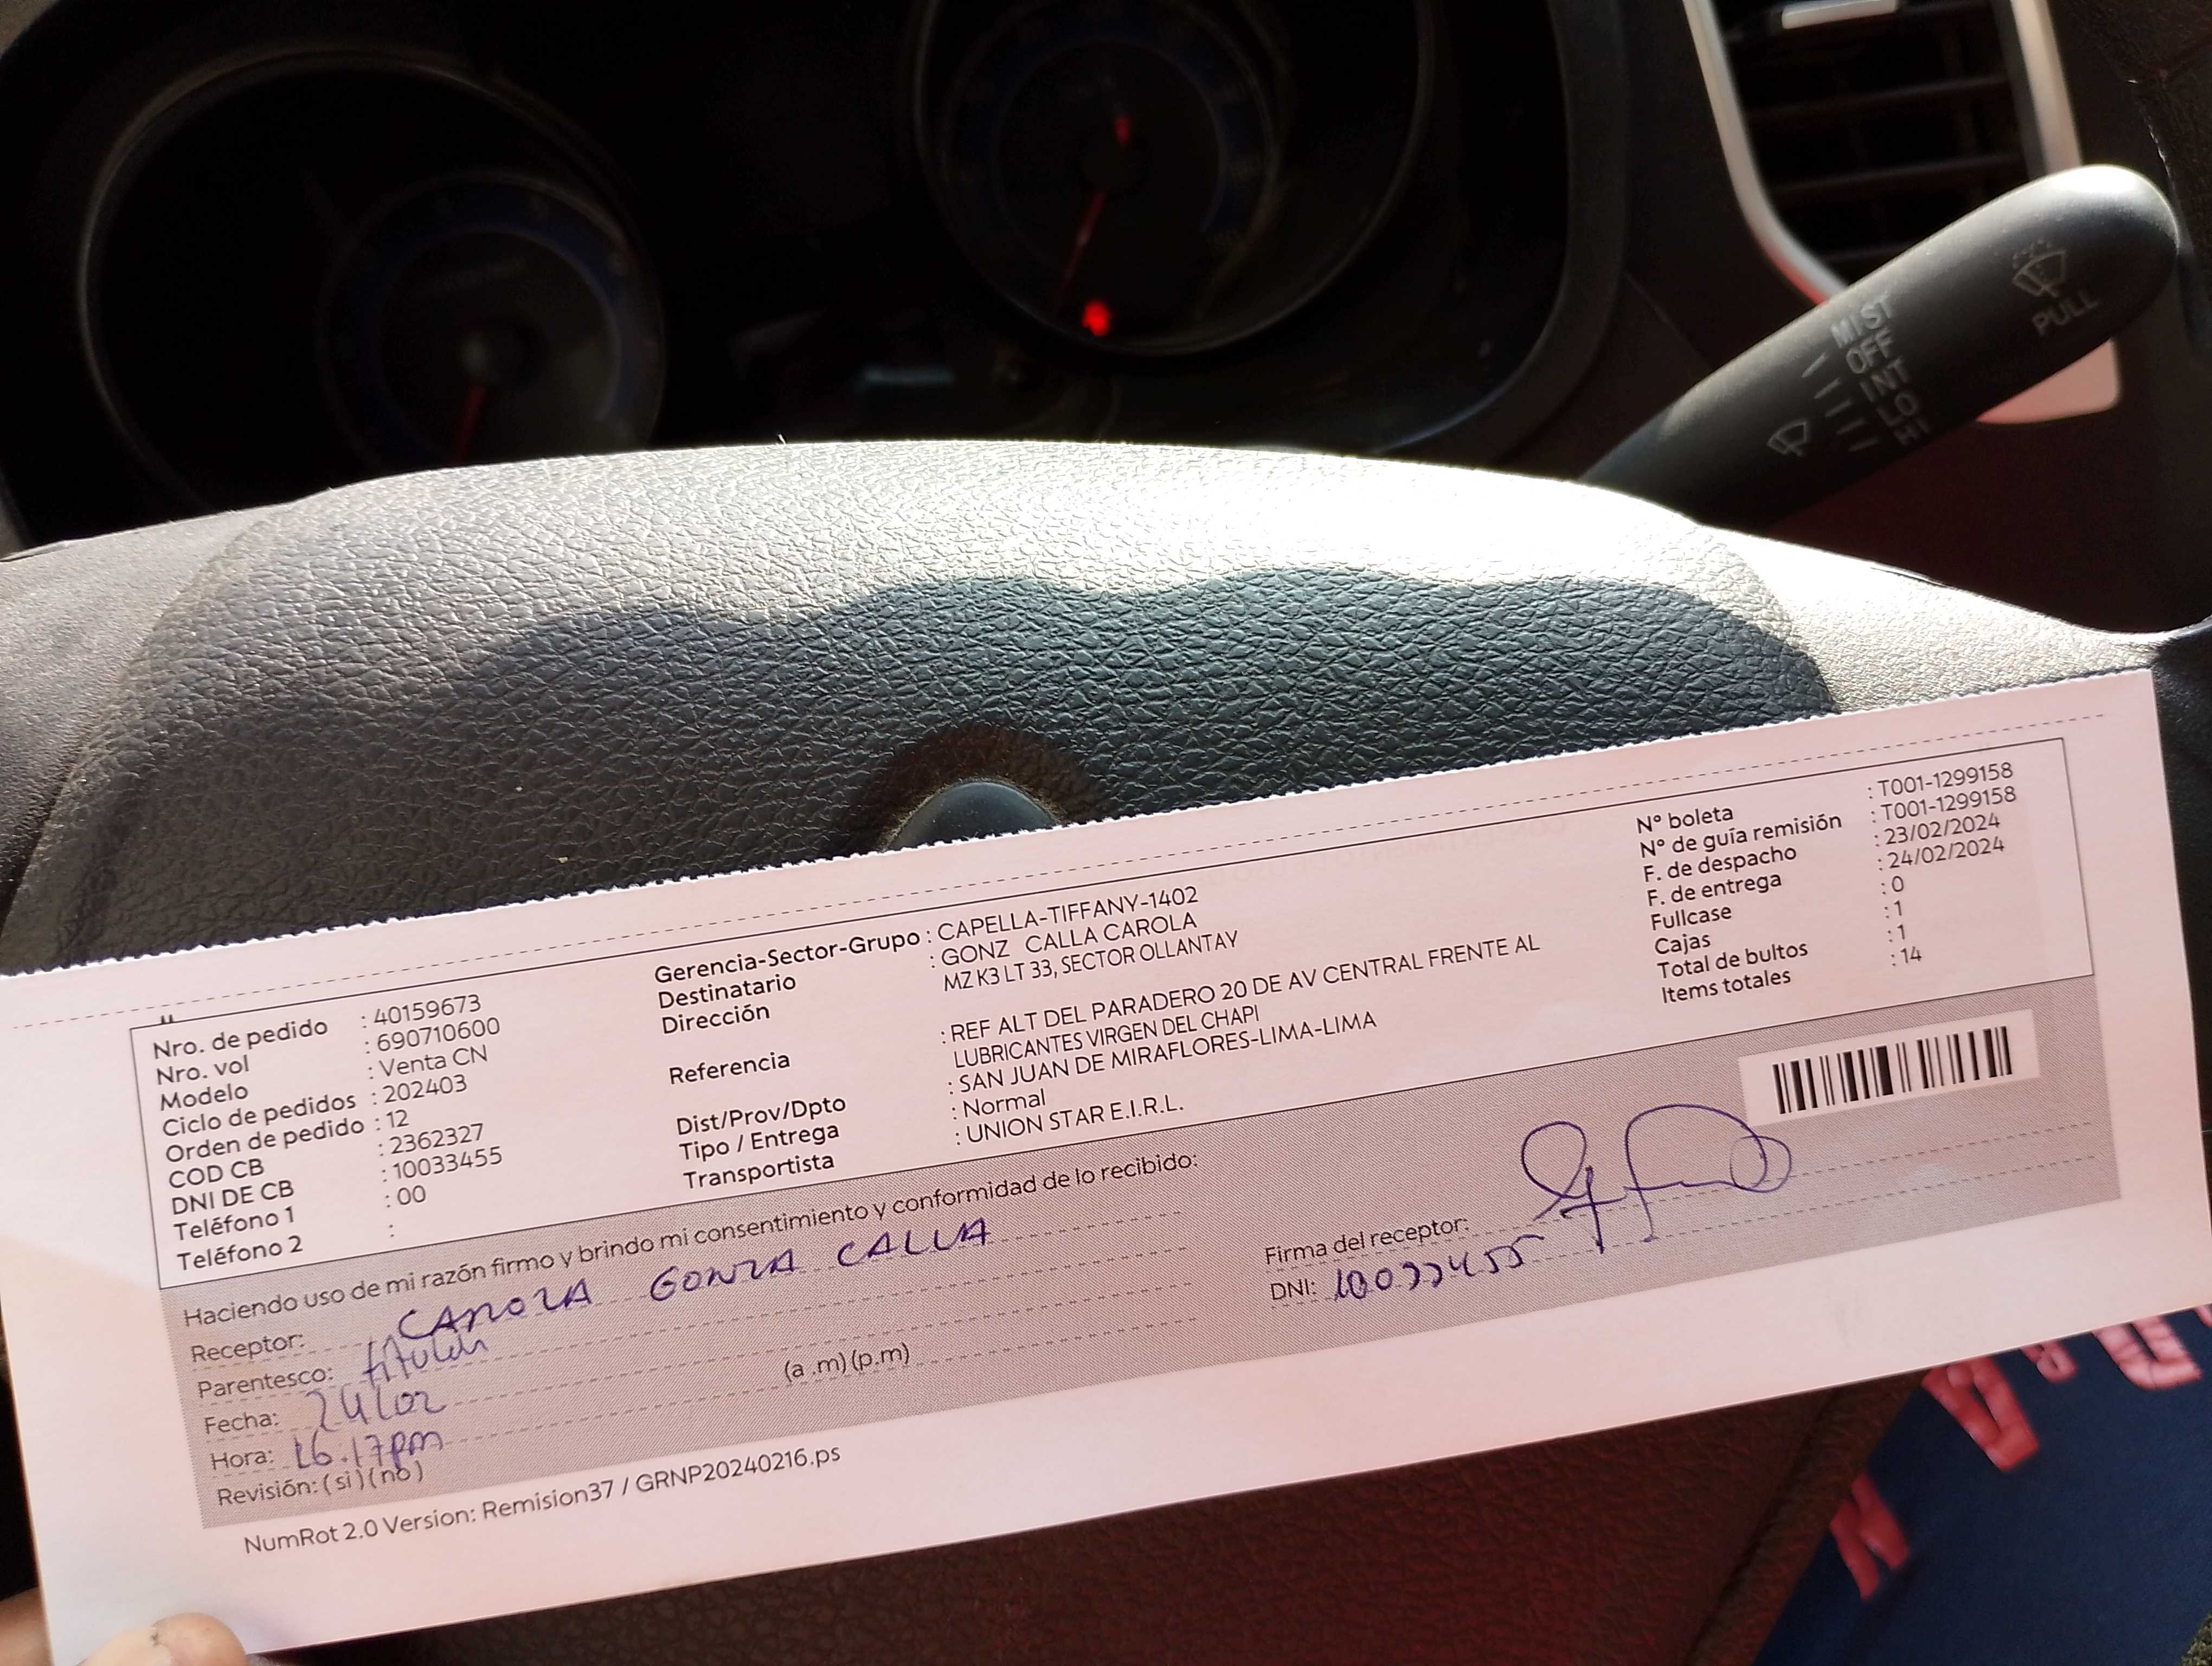 MIST
OFF
INT
LO
HI
PULL
Nro. de pedido : 40159673
Nro. vol : 690710600
Modelo : Venta CN
Ciclo de pedidos : 202403
Orden de pedido : 12
COD CB : 2362327
DNI DE CB : 10033455
Teléfono 1 : 00
Teléfono 2 :
Gerencia-Sector-Grupo : CAPELLA-TIFFANY-1402
Destinatario : GONZ CALLA CAROLA
Dirección MZ K3 LT 33, SECTOR OLLANTAY
Referencia : REF ALT DEL PARADERO 20 DE AV CENTRAL FRENTE AL
LUBRICANTES VIRGEN DEL CHAPI
Dist/Prov/Dpto : SAN JUAN DE MIRAFLORES-LIMA-LIMA
Tipo / Entrega : Normal
Transportista : UNION STAR E.I.R.L.
N° boleta : T001-1299158
N° de guía remisión : T001-1299158
F. de despacho : 23/02/2024
F. de entrega : 24/02/2024
Fullcase : 0
Cajas : 1
Total de bultos : 1
Items totales : 14
Haciendo uso de mi razón firmo y brindo mi consentimiento y conformidad de lo recibido:
Receptor: CAROLA GONZA CALLA
Parentesco: titular
Fecha: 24/02
Hora: 16.17pm (a .m) (p.m)
Revisión: ( si ) ( no )
Firma del receptor:
DNI: 10033455
NumRot 2.0 Version: Remision37 / GRNP20240216.ps